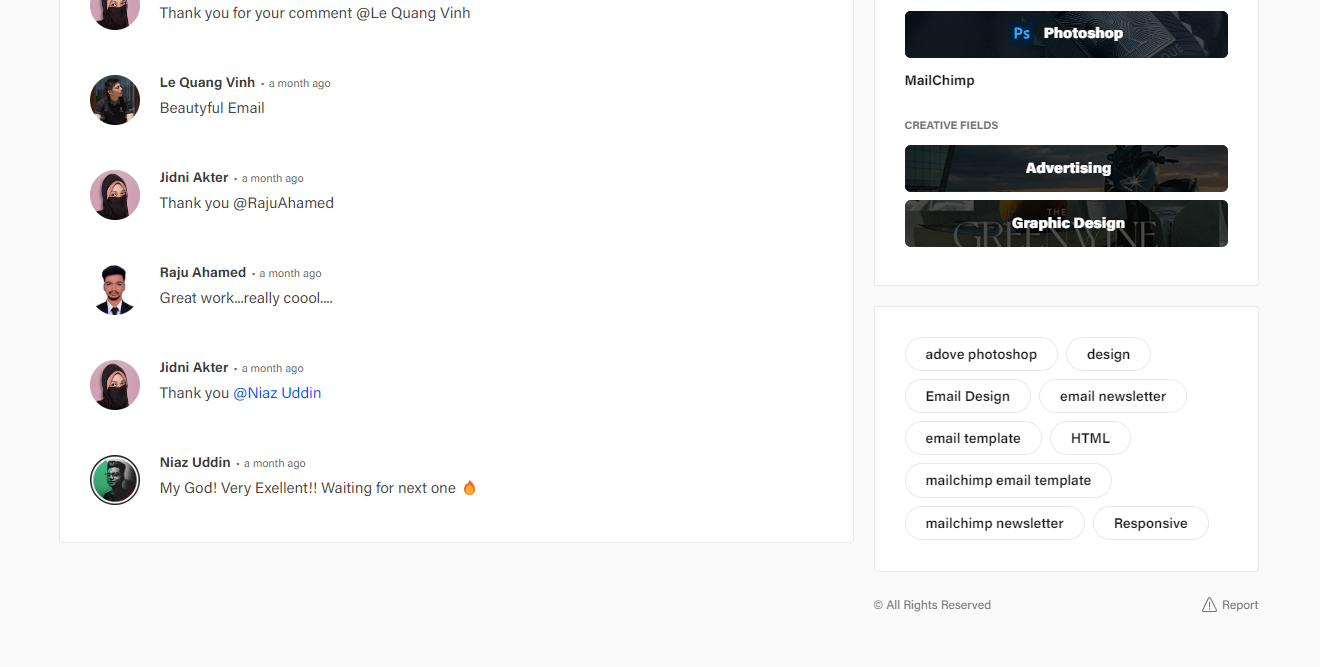 Thank you for your comment @Le Quang Vinh
Le Quang Vinh • a month ago
Beautyful Email
Jidni Akter • a month ago
Thank you @RajuAhamed
Raju Ahamed • a month ago
Great work...really coool....
Jidni Akter • a month ago
Thank you @Niaz Uddin
Niaz Uddin • a month ago
My God! Very Exellent!! Waiting for next one 🔥
Ps Photoshop
MailChimp
CREATIVE FIELDS
Advertising
THE
GREENWINE
Graphic Design
adove photoshop
design
Email Design
email newsletter
email template
HTML
mailchimp email template
mailchimp newsletter
Responsive
© All Rights Reserved
Report